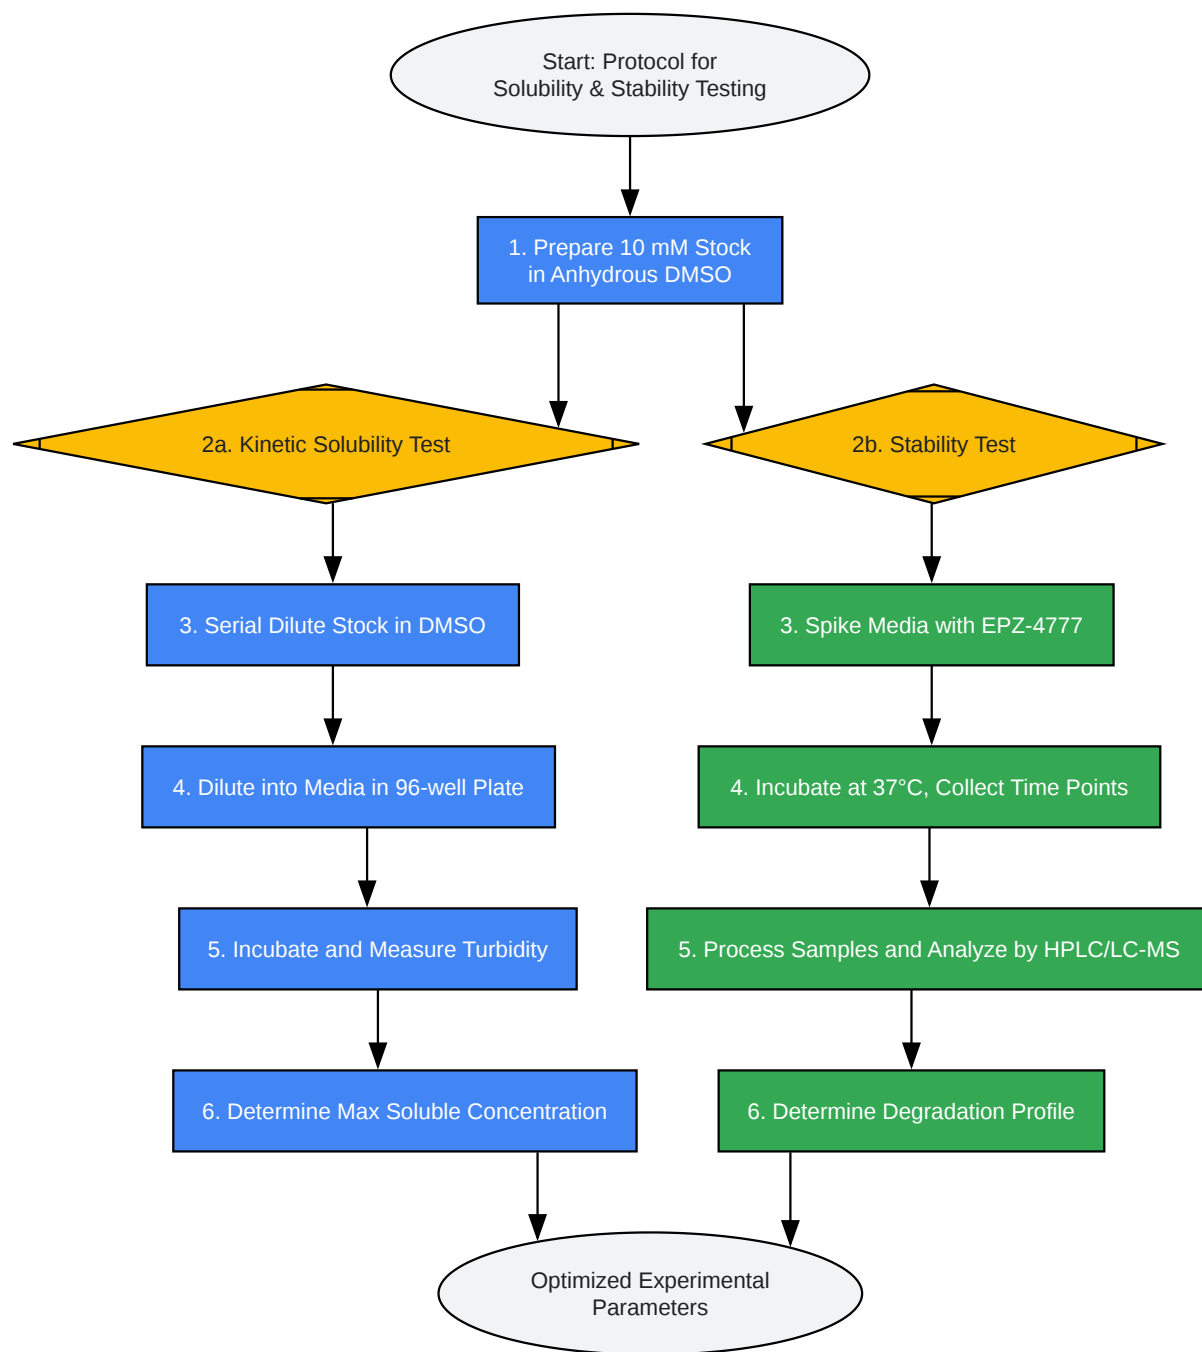 Start: Protocol for
Solubility & Stability Testing
1. Prepare 10 mM Stock
in Anhydrous DMSO
2a. Kinetic Solubility Test
2b. Stability Test
3. Serial Dilute Stock in DMSO
3. Spike Media with EPZ-4777
4. Dilute into Media in 96-well Plate
4. Incubate at 37°C, Collect Time Points
5. Incubate and Measure Turbidity
5. Process Samples and Analyze by HPLC/LC-MS
6. Determine Max Soluble Concentration
6. Determine Degradation Profile
Optimized Experimental
Parameters